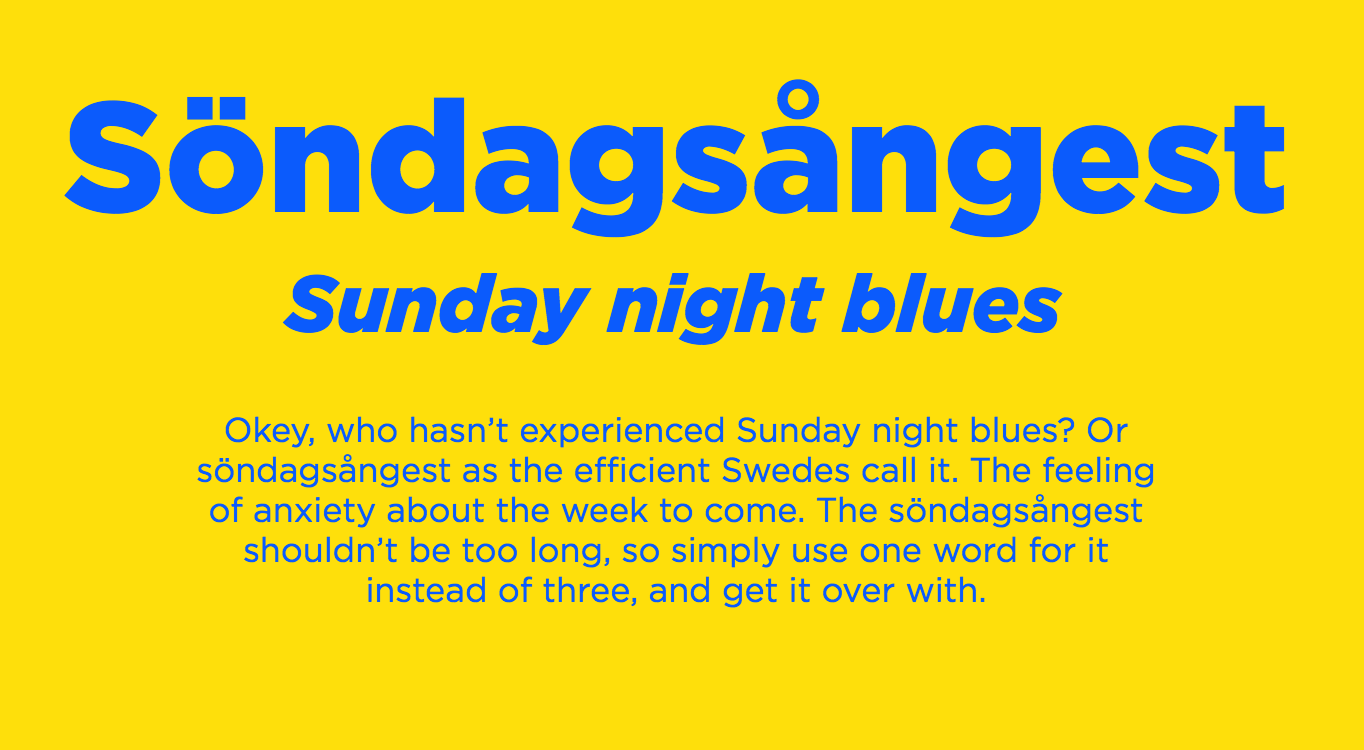 Söndagsångest
Sunday night blues
Okey, who hasn’t experienced Sunday night blues? Or
söndagsångest as the efficient Swedes call it. The feeling
of anxiety about the week to come. The söndagsångest
shouldn’t be too long, so simply use one word for it
instead of three, and get it over with.